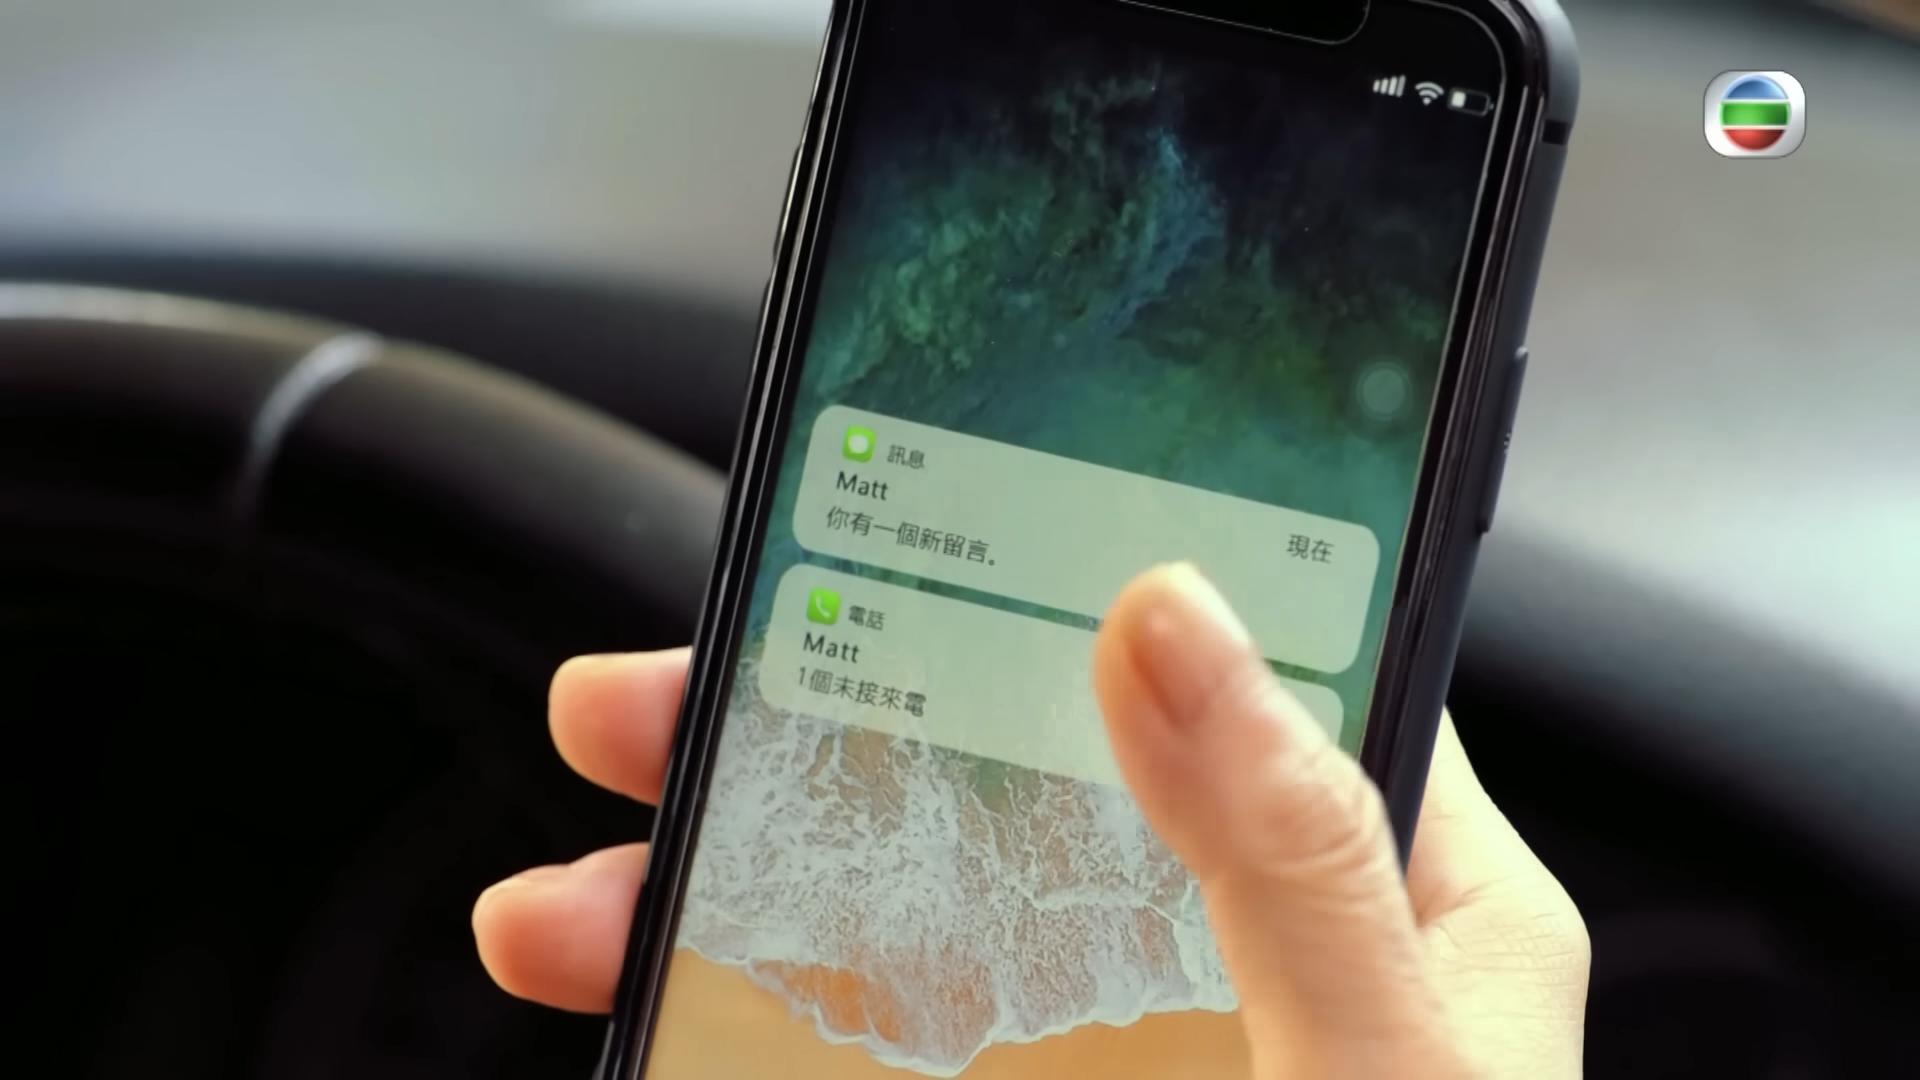 訊息
Matt
你有一個新留言。
現在
電話
Matt
1個未接來電